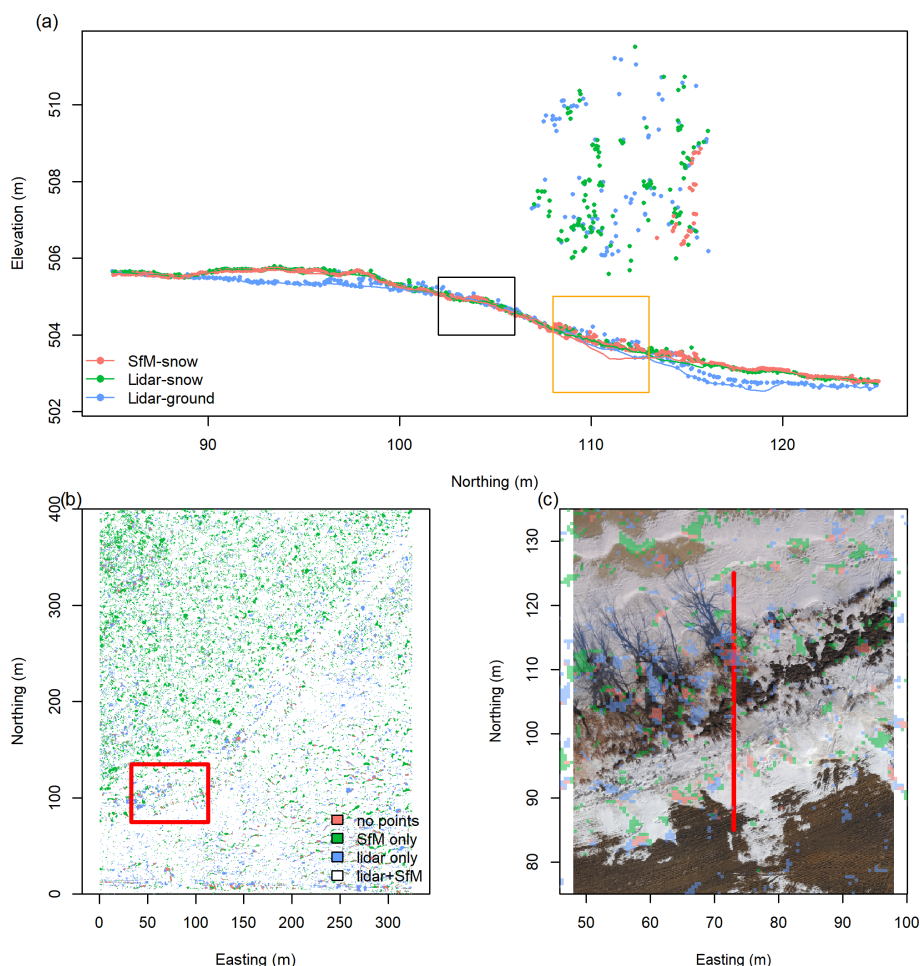 (a)
Elevation (m)
510
508
506
504
502
SfM-snow
Lidar-snow
Lidar-ground
90 100 110 120
Northing (m)
(b)
Northing (m)
400
300
200
100
0
no points
SfM only
lidar only
lidar+SfM
0 50 100 150 200 250 300
Easting (m)
(c)
Northing (m)
130
120
110
100
90
80
50 60 70 80 90 100
Easting (m)